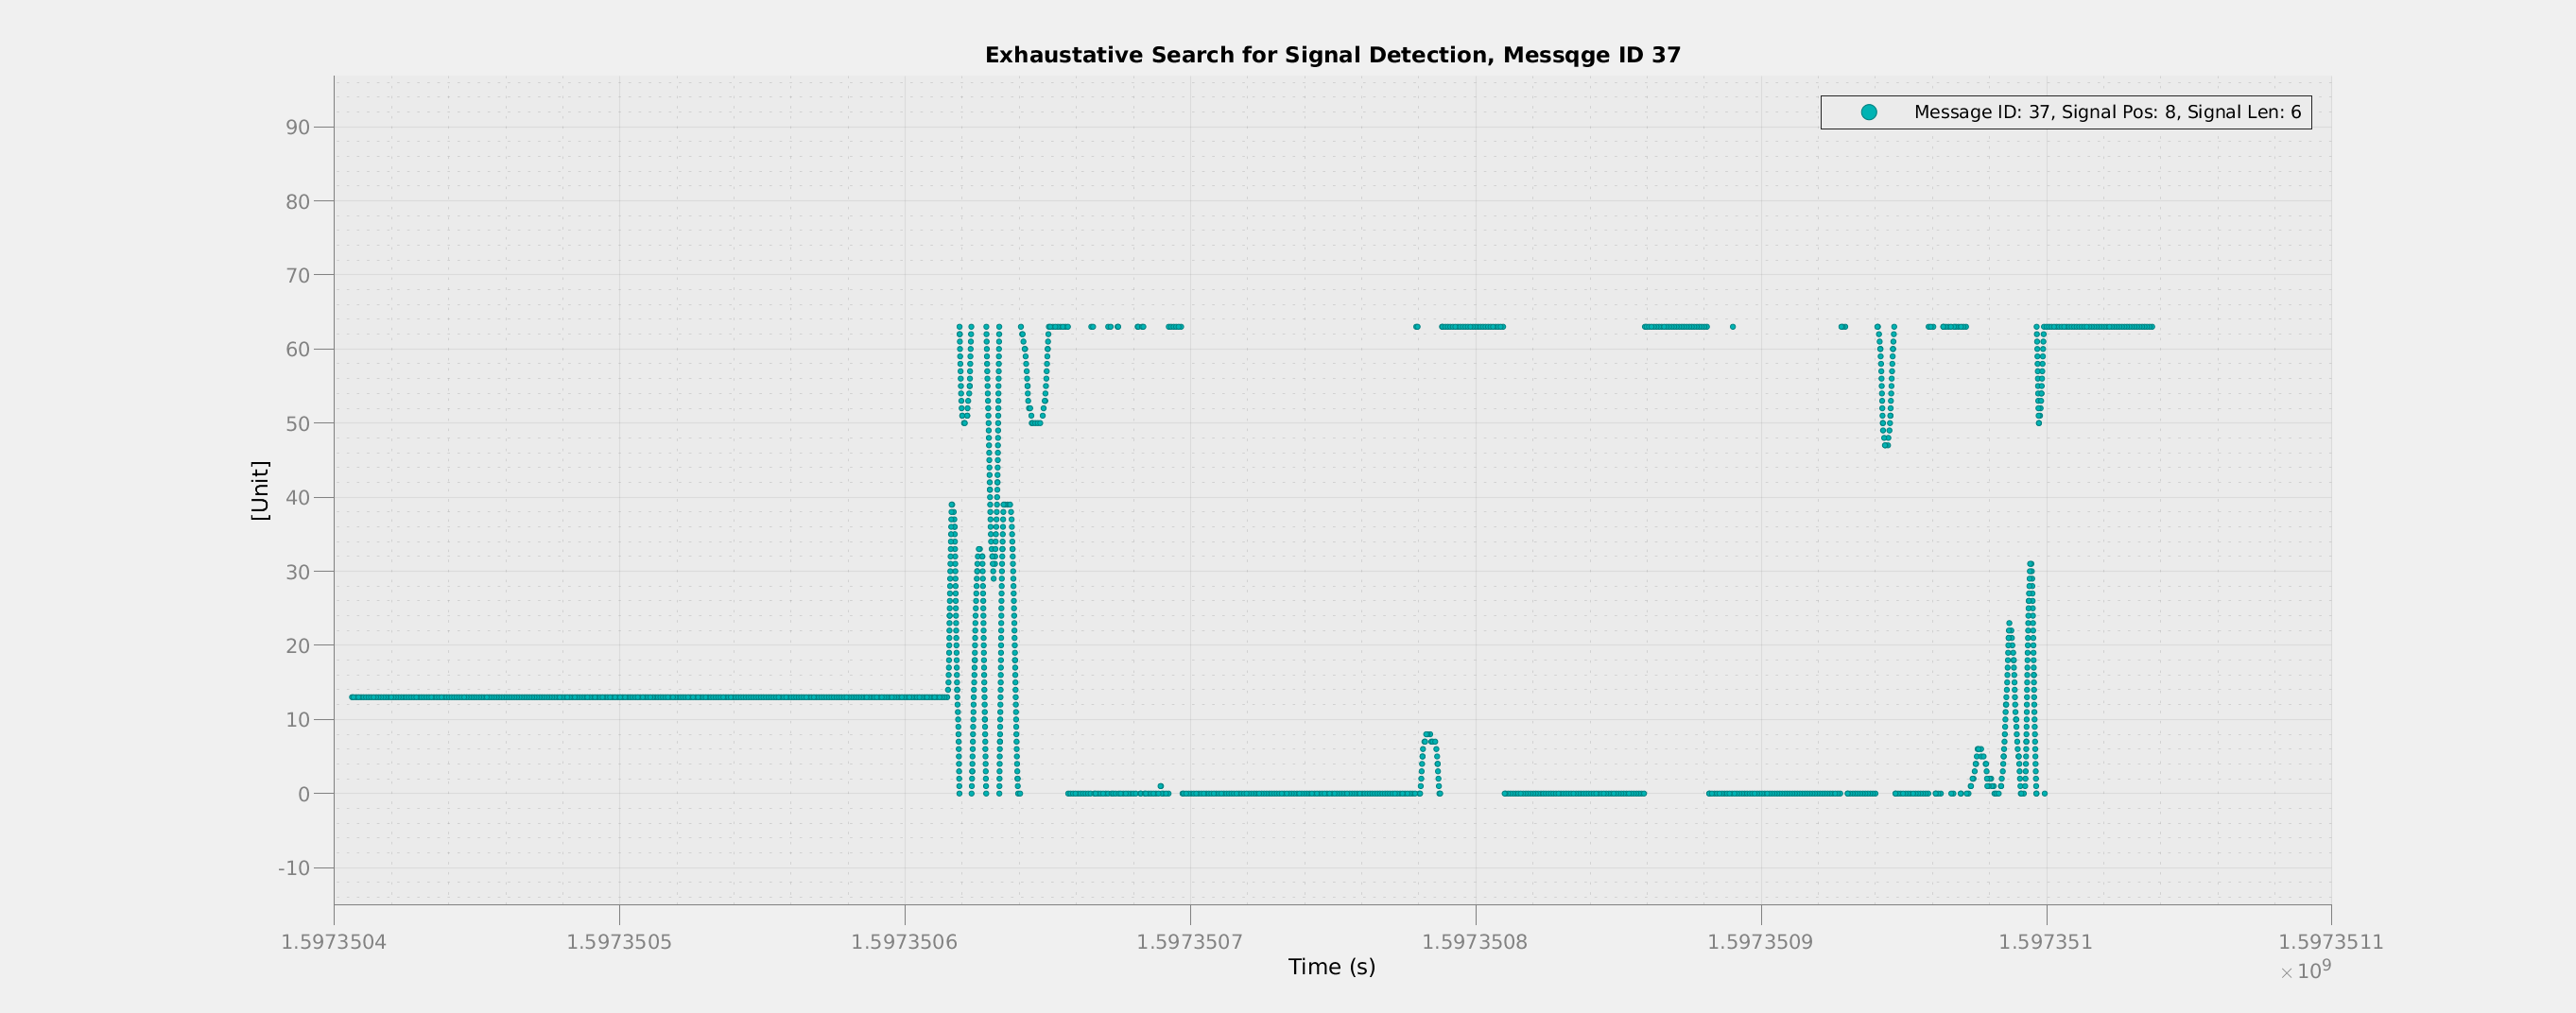 Exhaustative Search for Signal Detection, Messqge ID 37
Message ID: 37, Signal Pos: 8, Signal Len: 6
90
80
70
60
50
40
30
20
10
0
-10
[Unit]
1.5973504 1.5973505 1.5973506 1.5973507 1.5973508 1.5973509 1.597351 1.5973511
Time (s)
×10⁹